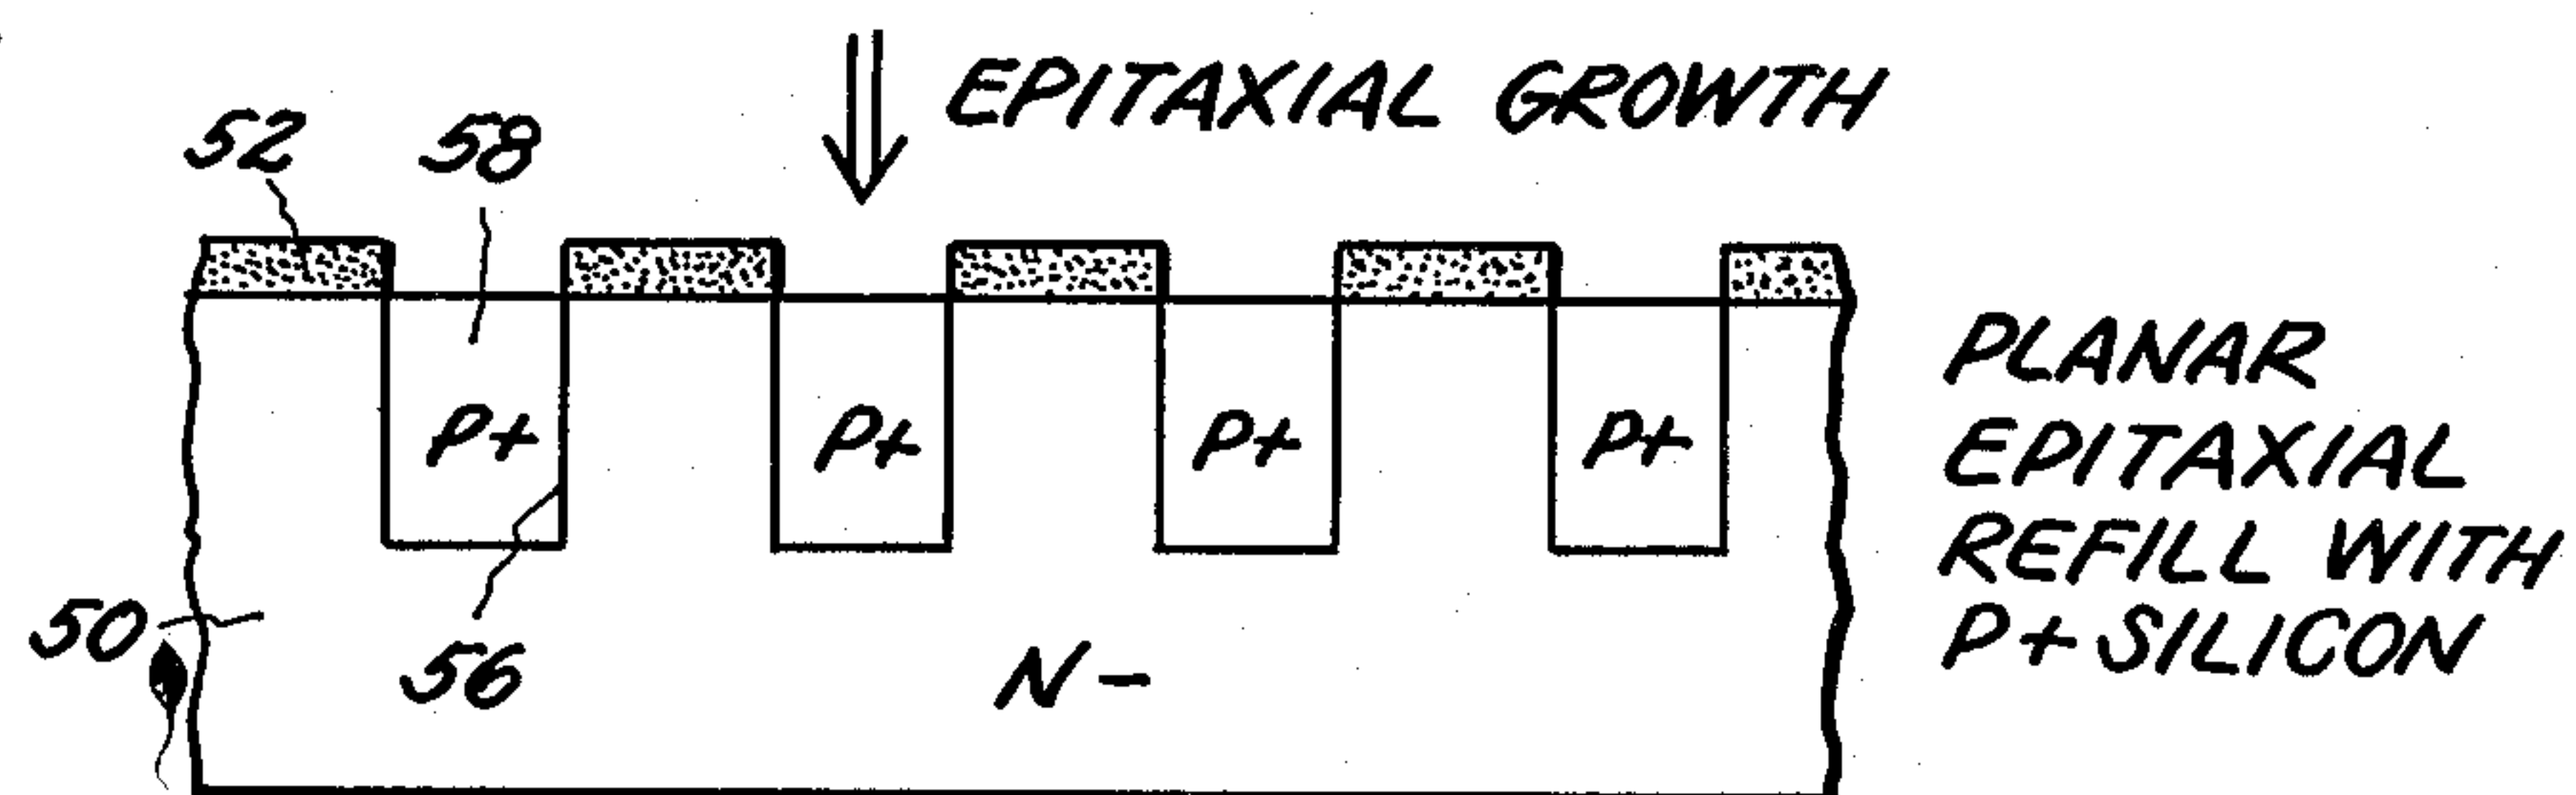 EPITAXIAL GROWTH
52 58
P+ P+ P+ P+
PLANAR
EPITAXIAL
REFILL WITH
P+ SILICON
50
56
N-